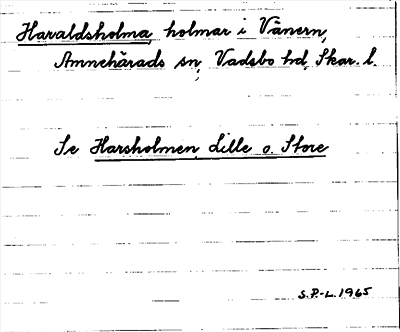 Haraldsholma, holmar i Vänern,
Amnehärads sn, Vadsbo hd, Skar. l.
Se Harsholmen, Lille o. Store
S.P.-L. 1965